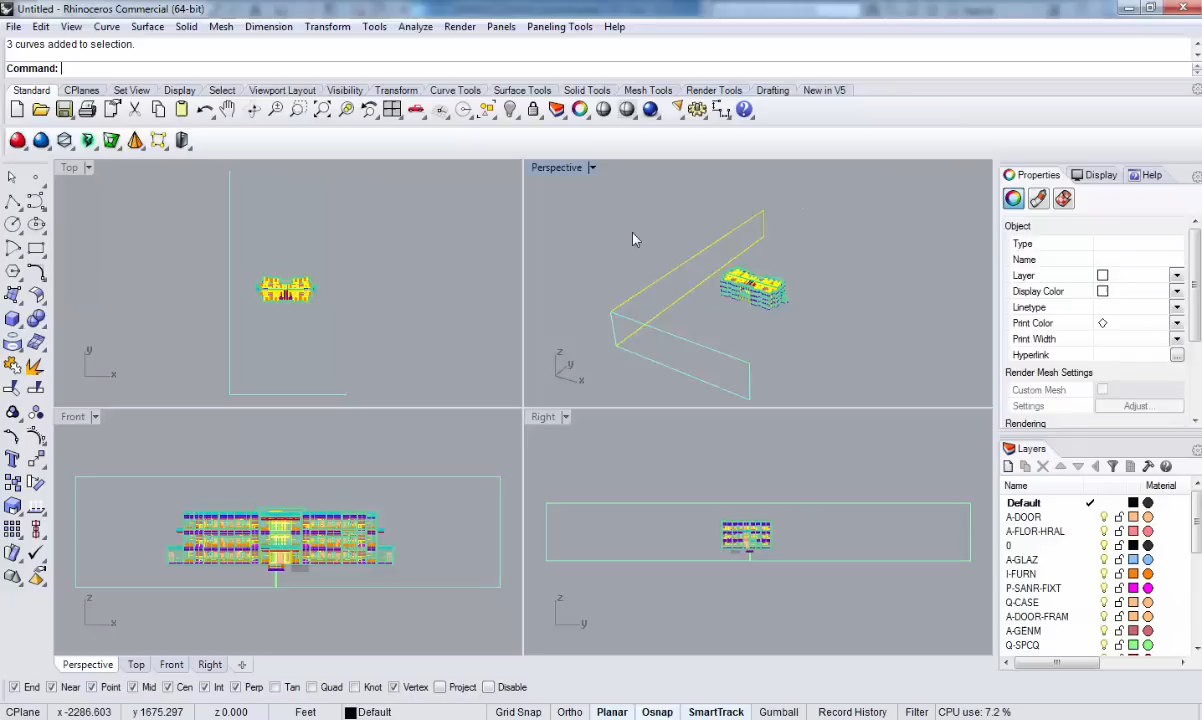 Untitled - Rhinoceros Commercial (64-bit)
File Edit View Curve Surface Solid Mesh Dimension Transform Tools Analyze Render Panels Paneling Tools Help
3 curves added to selection.
Command:
Standard CPlanes Set View Display Select Viewport Layout Visibility Transform Curve Tools Surface Tools Solid Tools Mesh Tools Render Tools Drafting New in V5
Top
y
x
Perspective
z
y
x
Front
z
x
Right
z
y
Properties Display Help
Object
Type
Name
Layer
Display Color
Linetype
Print Color
Print Width
Hyperlink
...
Render Mesh Settings
Custom Mesh
Settings Adjust...
Rendering
Layers
Name Material
Default
A-DOOR
A-FLOR-HRAL
0
A-GLAZ
I-FURN
P-SANR-FIXT
Q-CASE
A-DOOR-FRAM
A-GENM
Q-SPCQ
Perspective Top Front Right
End Near Point Mid Cen Int Perp Tan Quad Knot Vertex Project Disable
CPlane x -2286.603 y 1675.297 z 0.000 Feet Default Grid Snap Ortho Planar Osnap SmartTrack Gumball Record History Filter CPU use: 7.2 %